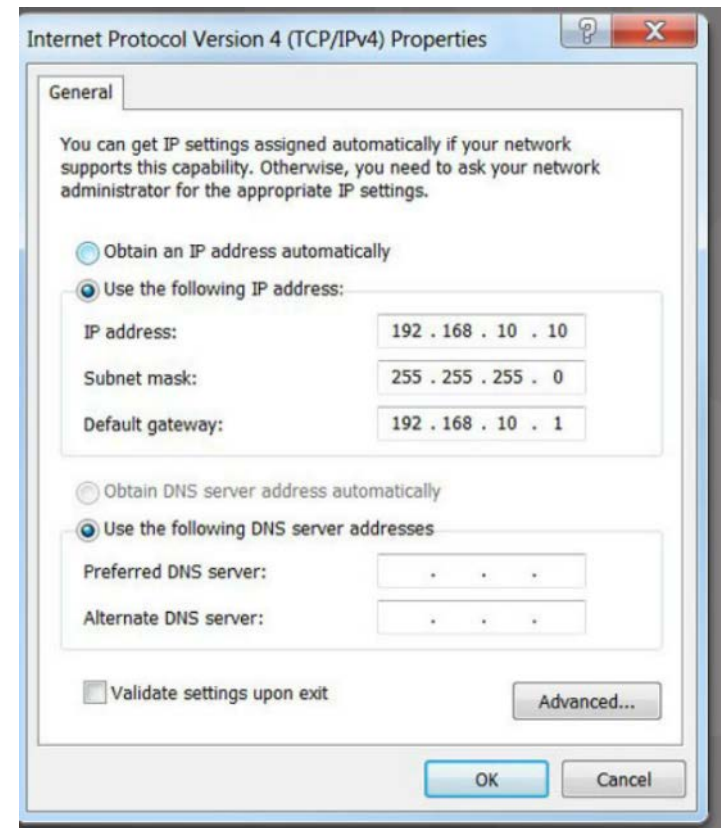 Internet Protocol Version 4 (TCP/IPv4) Properties
?
X
General
You can get IP settings assigned automatically if your network
supports this capability. Otherwise, you need to ask your network
administrator for the appropriate IP settings.
Obtain an IP address automatically
Use the following IP address:
IP address: 192 . 168 . 10 . 10
Subnet mask: 255 . 255 . 255 . 0
Default gateway: 192 . 168 . 10 . 1
Obtain DNS server address automatically
Use the following DNS server addresses
Preferred DNS server: . . .
Alternate DNS server: . . .
Validate settings upon exit
Advanced...
OK Cancel